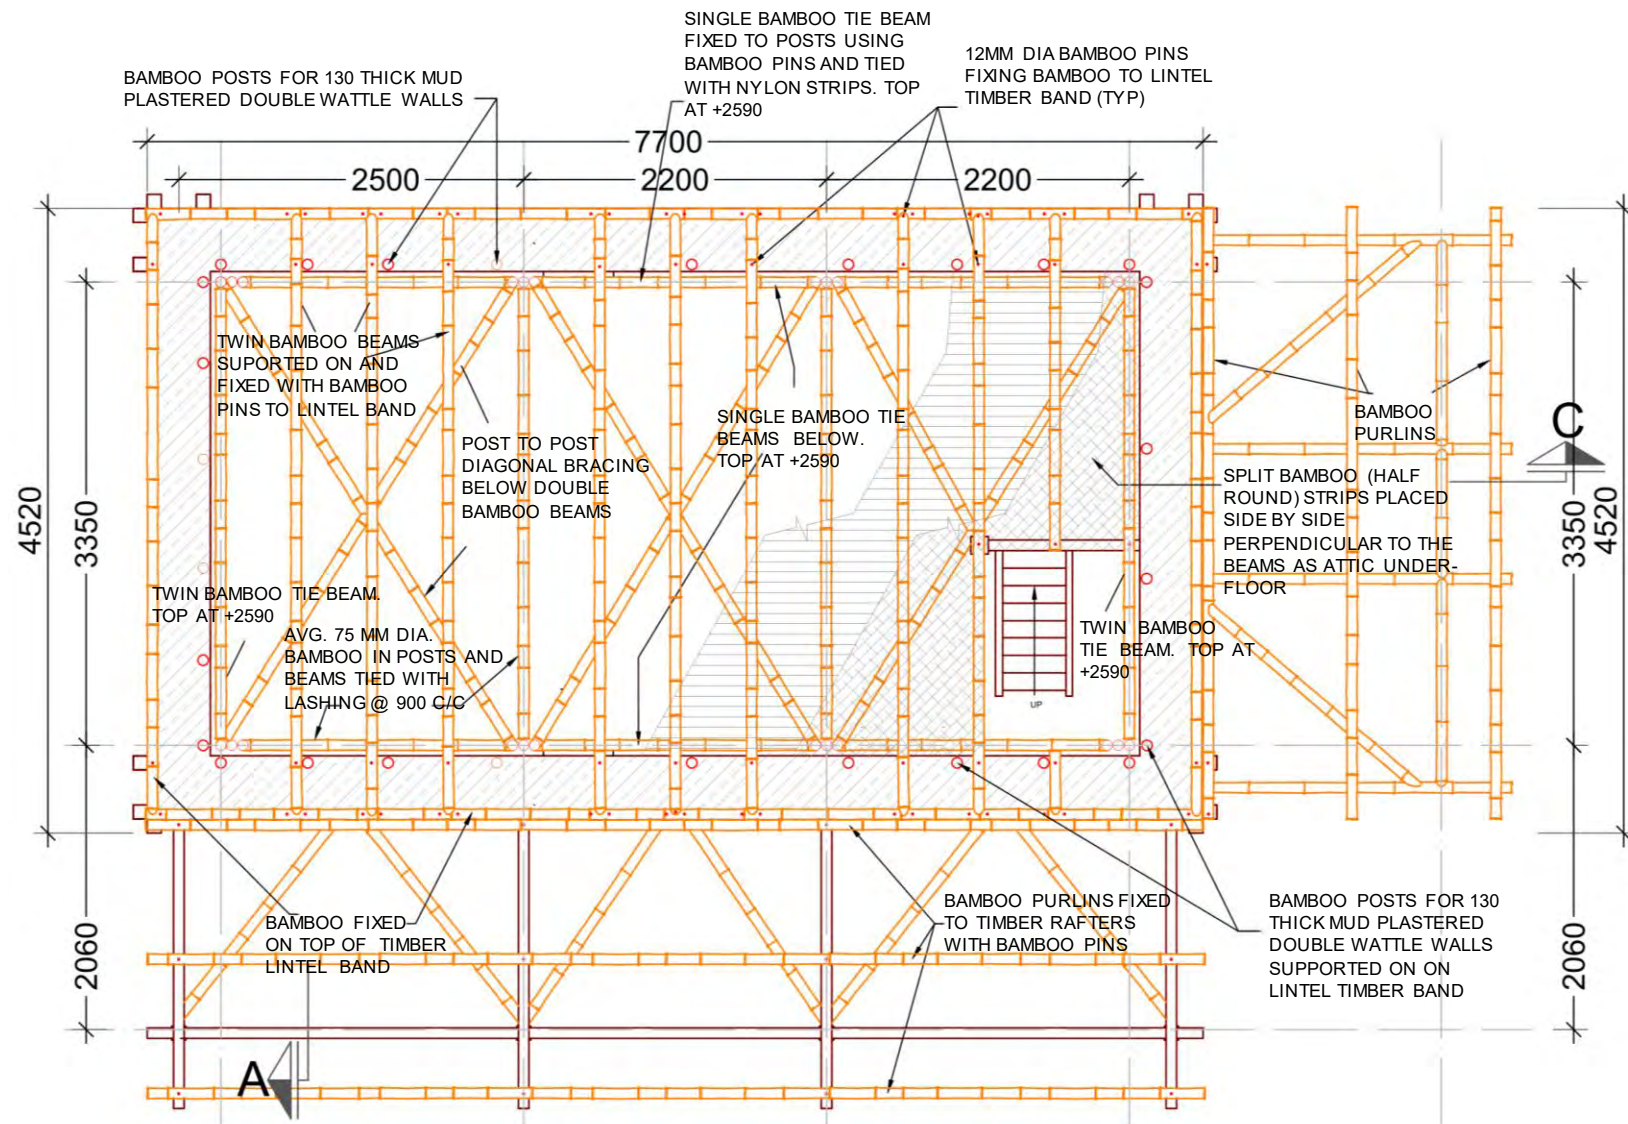 SINGLE BAMBOO TIE BEAM
FIXED TO POSTS USING
BAMBOO PINS AND TIED
WITH NYLON STRIPS. TOP
AT +2590
12MM DIA BAMBOO PINS
FIXING BAMBOO TO LINTEL
TIMBER BAND (TYP)
BAMBOO POSTS FOR 130 THICK MUD
PLASTERED DOUBLE WATTLE WALLS
7700
2500
2200
2200
TWIN BAMBOO BEAMS
SUPORTED ON AND
FIXED WITH BAMBOO
PINS TO LINTEL BAND
POST TO POST
DIAGONAL BRACING
BELOW DOUBLE
BAMBOO BEAMS
SINGLE BAMBOO TIE
BEAMS BELOW.
TOP AT +2590
BAMBOO
PURLINS
C
SPLIT BAMBOO (HALF
ROUND) STRIPS PLACED
SIDE BY SIDE
PERPENDICULAR TO THE
BEAMS AS ATTIC UNDER-
FLOOR
4520
3350
3350
4520
TWIN BAMBOO TIE BEAM.
TOP AT +2590
AVG. 75 MM DIA.
BAMBOO IN POSTS AND
BEAMS TIED WITH
LASHING @ 900 C/C
TWIN BAMBOO
TIE BEAM. TOP AT
+2590
UP
2060
BAMBOO FIXED
ON TOP OF TIMBER
LINTEL BAND
BAMBOO PURLINS FIXED
TO TIMBER RAFTERS
WITH BAMBOO PINS
BAMBOO POSTS FOR 130
THICK MUD PLASTERED
DOUBLE WATTLE WALLS
SUPPORTED ON ON
LINTEL TIMBER BAND
2060
A